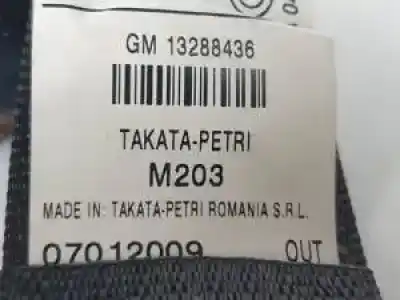 GM 13288436
TAKATA-PETRI
M203
MADE IN: TAKATA-PETRI ROMANIA S.R.L.
07012009 OUT